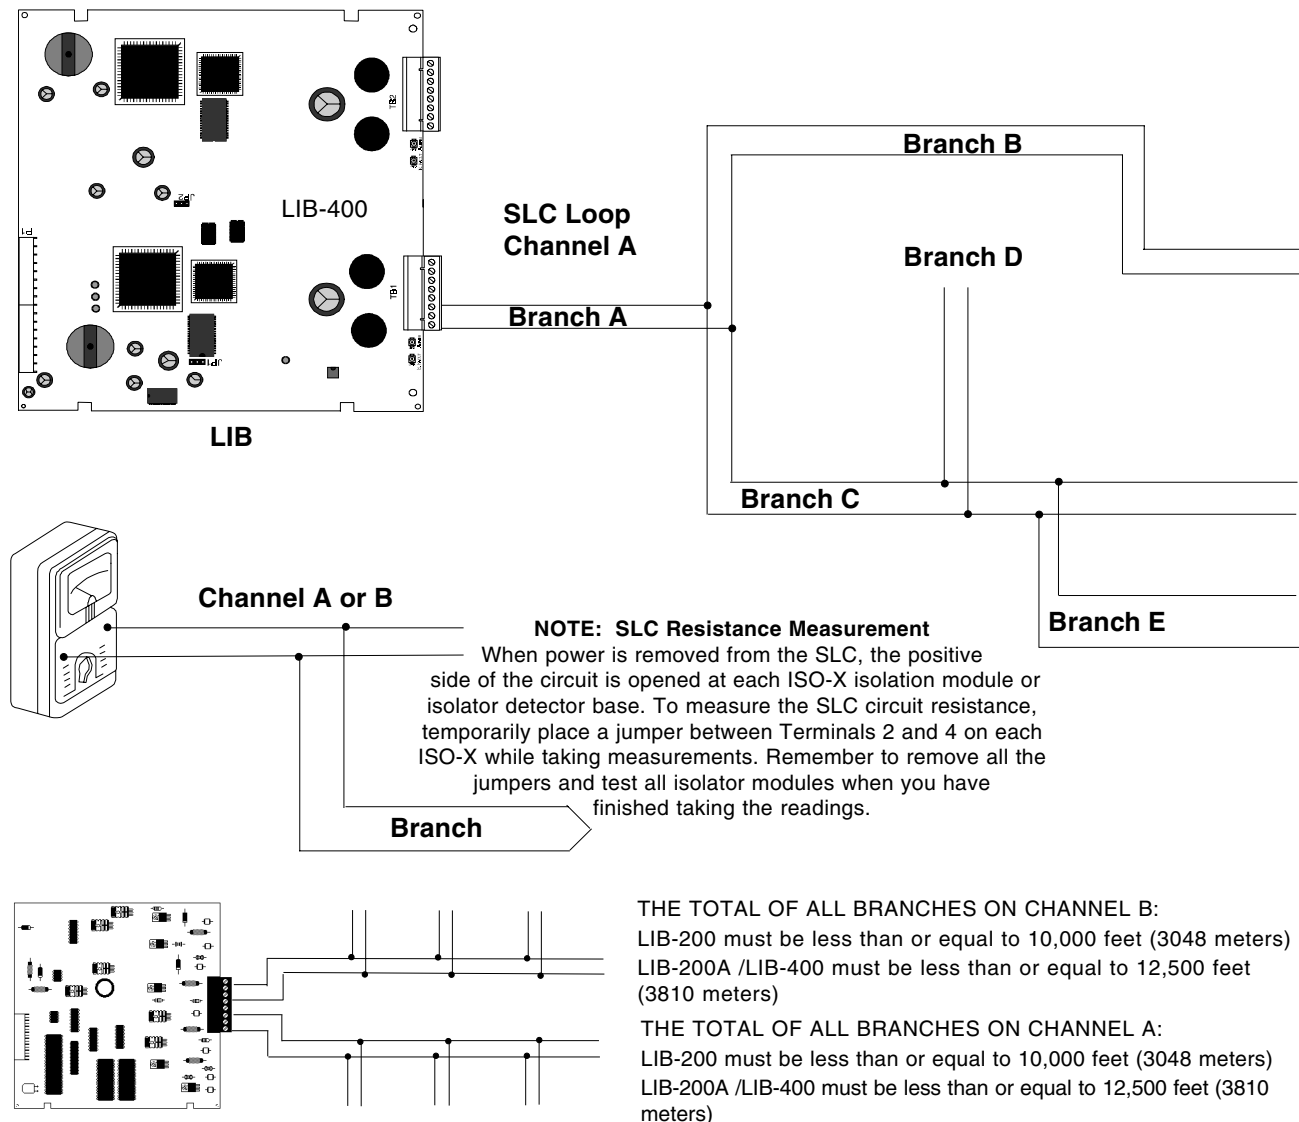 TB2
JP2
LIB-400
P1
TB1
JP1
LIB
SLC Loop
Channel A
Branch A
Branch B
Branch D
Branch C
Branch E
Channel A or B
Branch
NOTE: SLC Resistance Measurement
When power is removed from the SLC, the positive
side of the circuit is opened at each ISO-X isolation module or
isolator detector base. To measure the SLC circuit resistance,
temporarily place a jumper between Terminals 2 and 4 on each
ISO-X while taking measurements. Remember to remove all the
jumpers and test all isolator modules when you have
finished taking the readings.
THE TOTAL OF ALL BRANCHES ON CHANNEL B:
LIB-200 must be less than or equal to 10,000 feet (3048 meters)
LIB-200A /LIB-400 must be less than or equal to 12,500 feet
(3810 meters)
THE TOTAL OF ALL BRANCHES ON CHANNEL A:
LIB-200 must be less than or equal to 10,000 feet (3048 meters)
LIB-200A /LIB-400 must be less than or equal to 12,500 feet (3810
meters)